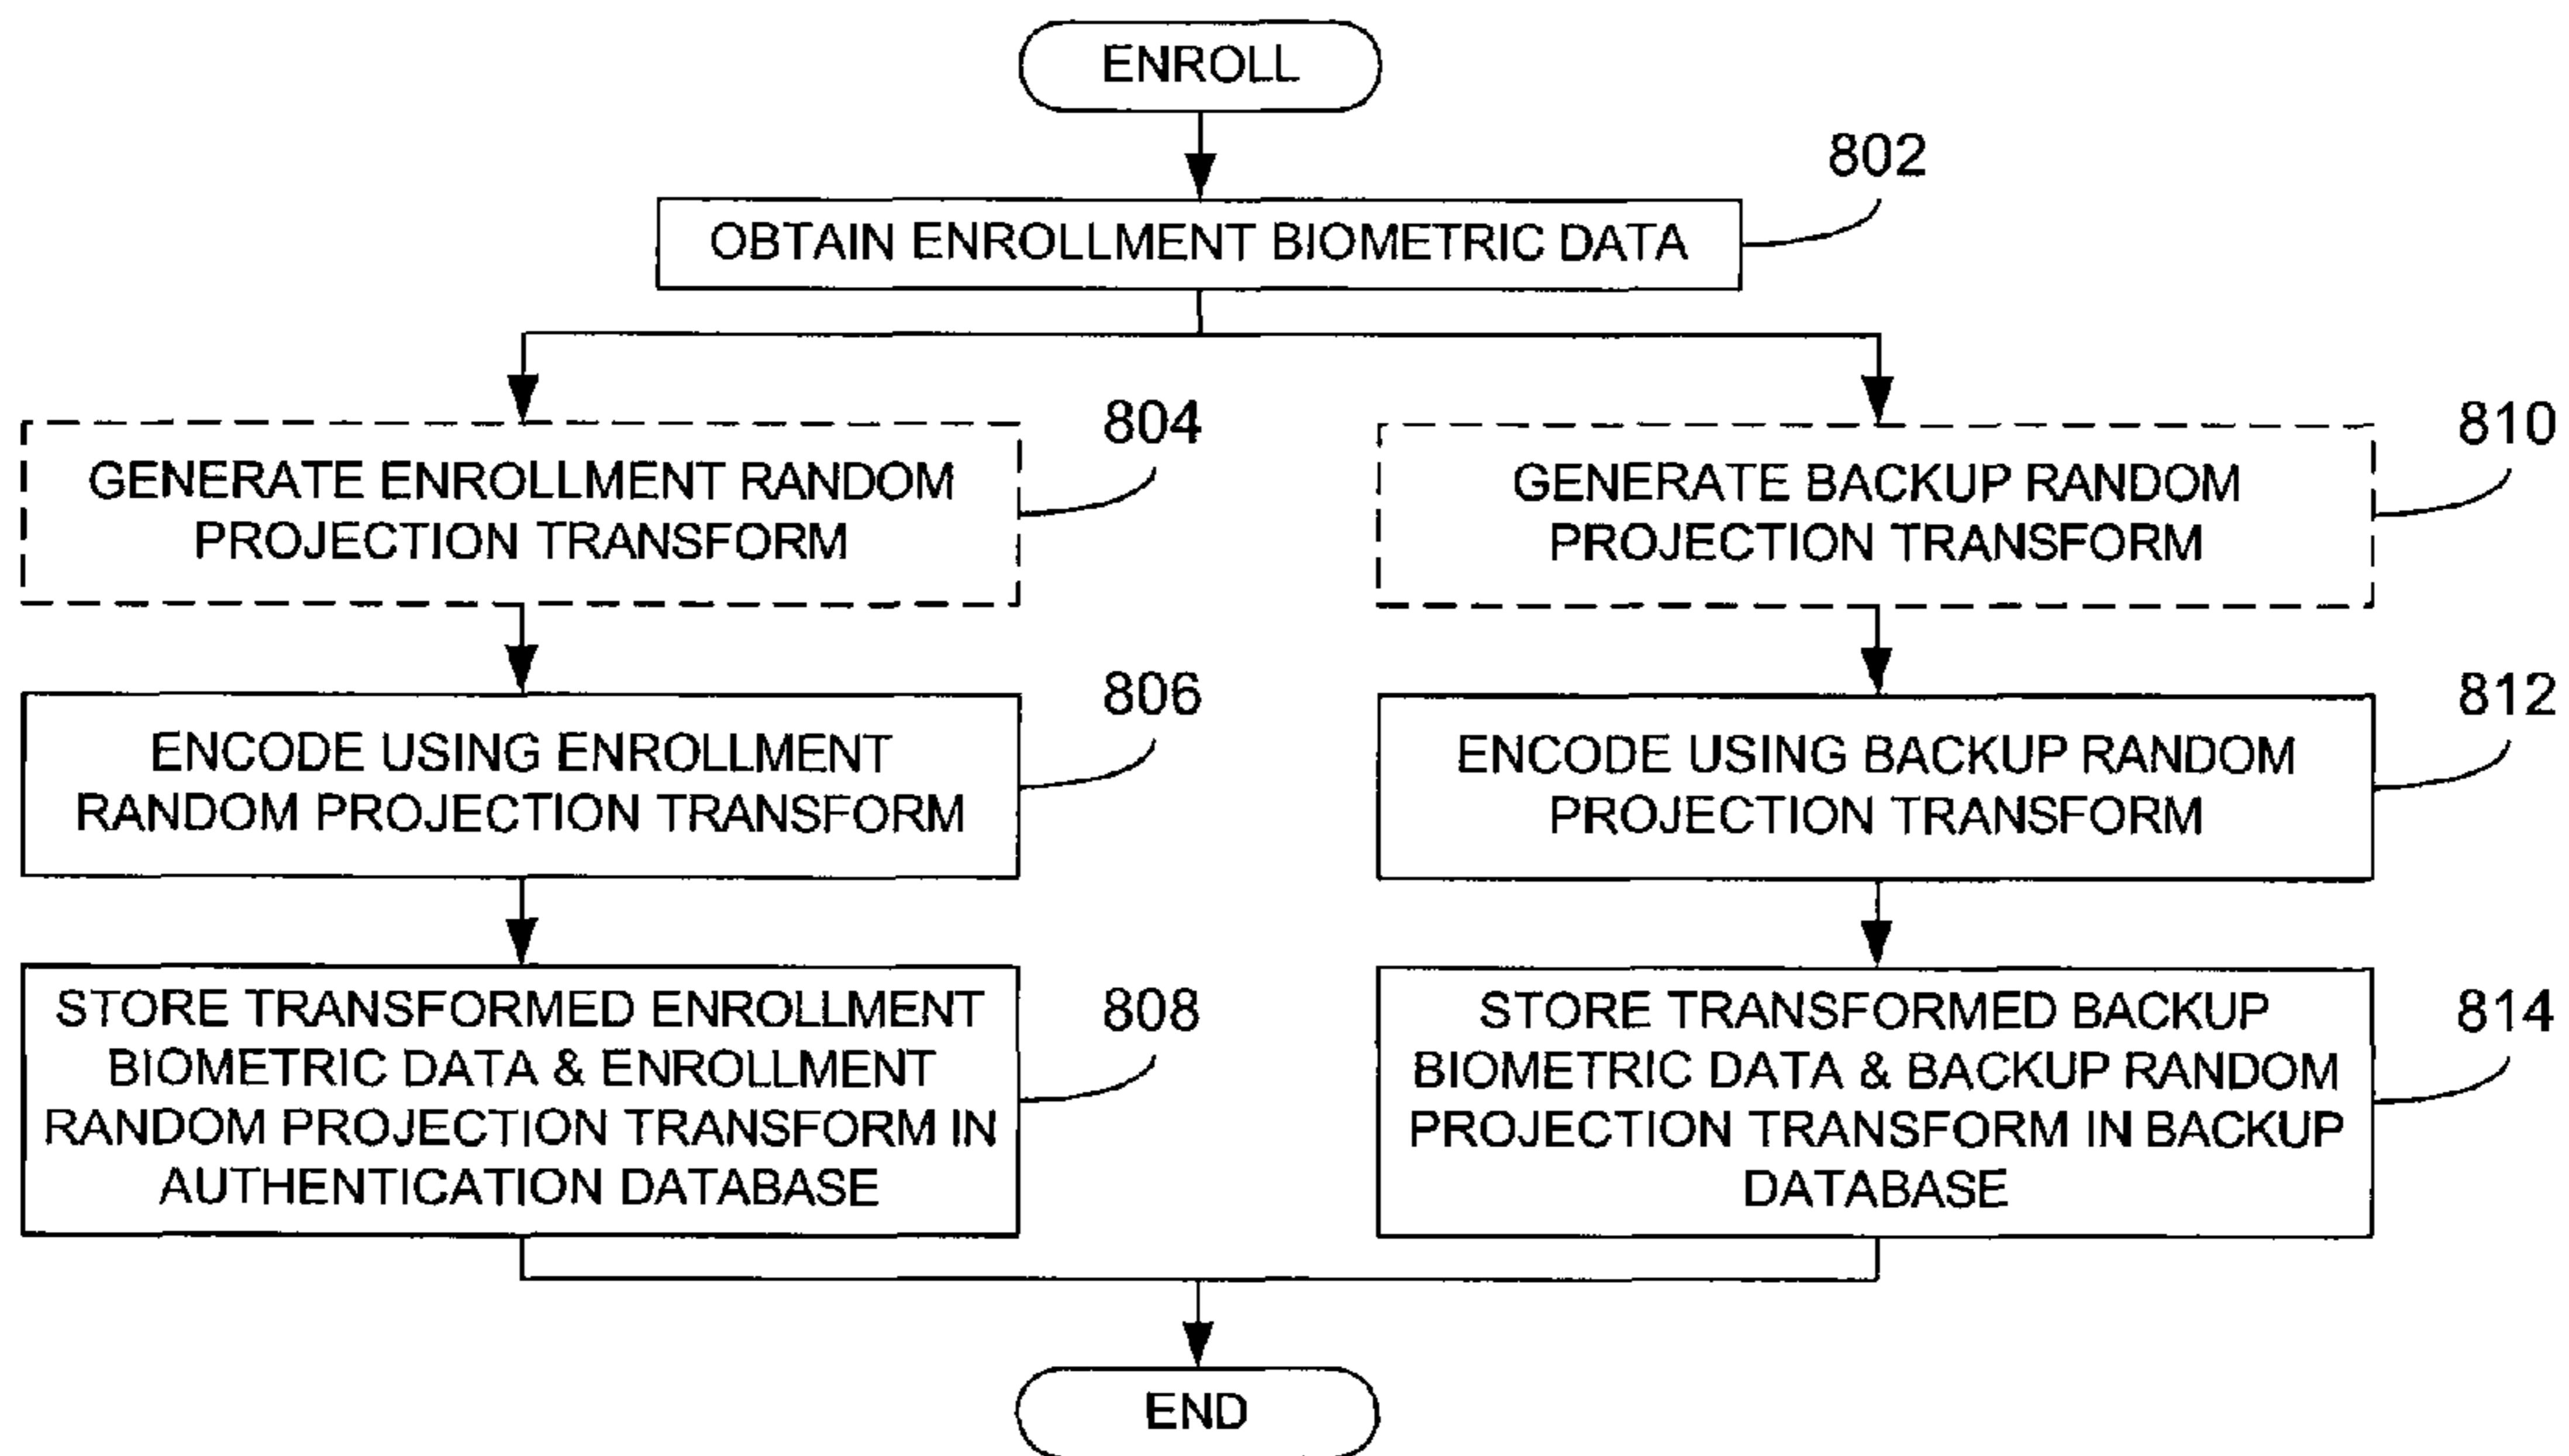 ENROLL
802
OBTAIN ENROLLMENT BIOMETRIC DATA
804
GENERATE ENROLLMENT RANDOM
PROJECTION TRANSFORM
810
GENERATE BACKUP RANDOM
PROJECTION TRANSFORM
806
ENCODE USING ENROLLMENT
RANDOM PROJECTION TRANSFORM
812
ENCODE USING BACKUP RANDOM
PROJECTION TRANSFORM
808
STORE TRANSFORMED ENROLLMENT
BIOMETRIC DATA & ENROLLMENT
RANDOM PROJECTION TRANSFORM IN
AUTHENTICATION DATABASE
814
STORE TRANSFORMED BACKUP
BIOMETRIC DATA & BACKUP RANDOM
PROJECTION TRANSFORM IN BACKUP
DATABASE
END